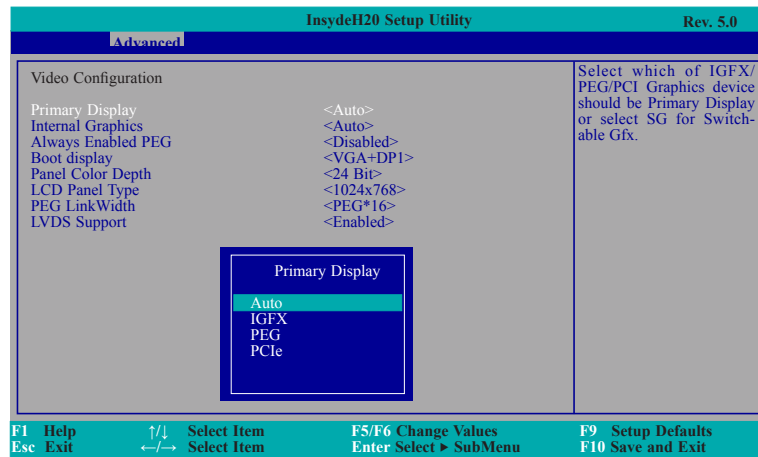 InsydeH20 Setup Utility Rev. 5.0
Advanced
Video Configuration
Primary Display <Auto>
Internal Graphics <Auto>
Always Enabled PEG <Disabled>
Boot display <VGA+DP1>
Panel Color Depth <24 Bit>
LCD Panel Type <1024x768>
PEG LinkWidth <PEG*16>
LVDS Support <Enabled>
Select which of IGFX/
PEG/PCI Graphics device
should be Primary Display
or select SG for Switch-
able Gfx.
Primary Display
Auto
IGFX
PEG
PCIe
F1 Help ↑/↓ Select Item F5/F6 Change Values F9 Setup Defaults
Esc Exit ←/→ Select Item Enter Select ► SubMenu F10 Save and Exit